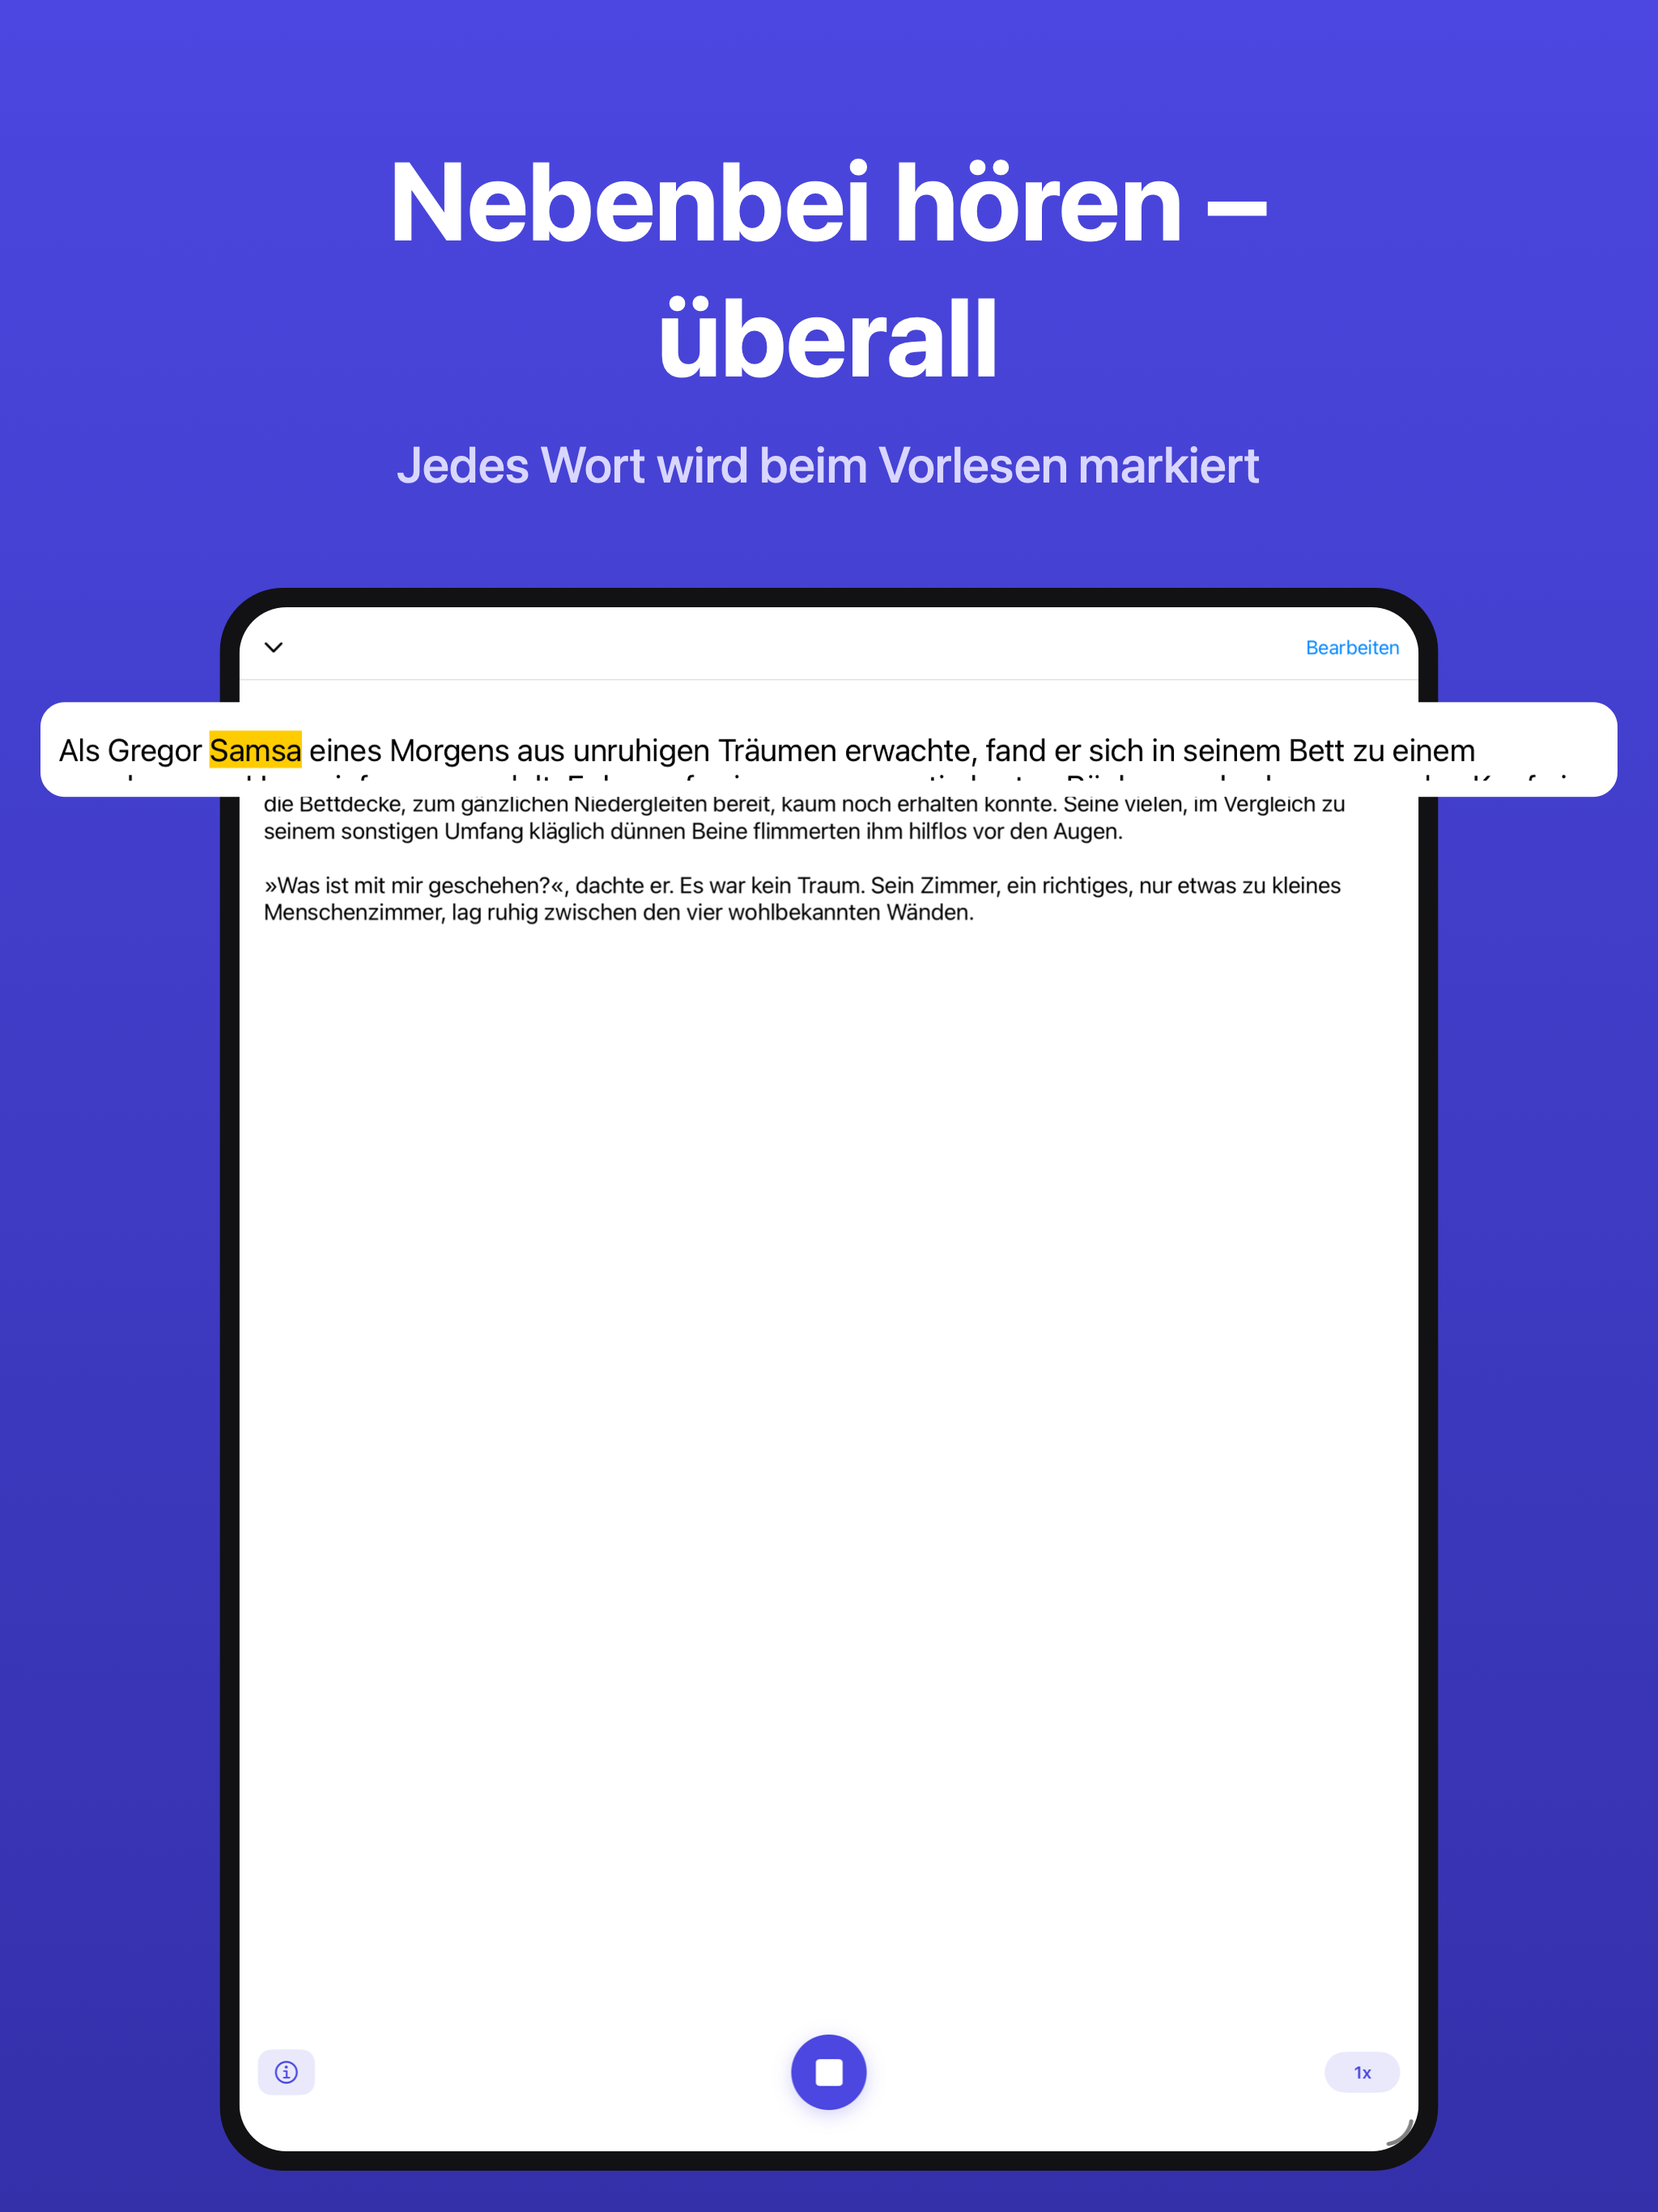 Nebenbei hören –
überall
Jedes Wort wird beim Vorlesen markiert
Bearbeiten
Als Gregor Samsa eines Morgens aus unruhigen Träumen erwachte, fand er sich in seinem Bett zu einem
die Bettdecke, zum gänzlichen Niedergleiten bereit, kaum noch erhalten konnte. Seine vielen, im Vergleich zu
seinem sonstigen Umfang kläglich dünnen Beine flimmerten ihm hilflos vor den Augen.
»Was ist mit mir geschehen?«, dachte er. Es war kein Traum. Sein Zimmer, ein richtiges, nur etwas zu kleines
Menschenzimmer, lag ruhig zwischen den vier wohlbekannten Wänden.
1x